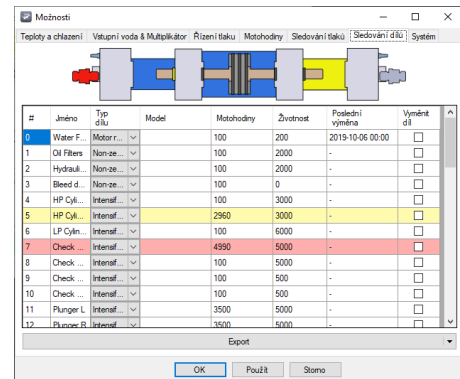 Možnosti
Teploty a chlazení Vstupní voda & Multiplikátor Řízení tlaku Motohodiny Sledování tlaků Sledování dílů Systém
# Jméno Typ dílu Model Motohodiny Životnost Poslední výměna Vyměnit díl
0 Water F... Motor r... 100 200 2019-10-06 00:00
1 Oil Filters Non-ze... 100 2000 -
2 Hydrauli... Non-ze... 100 2000 -
3 Bleed d... Non-ze... 100 0 -
4 HP Cyli... Intensif... 100 3000 -
5 HP Cyli... Intensif... 2960 3000 -
6 LP Cylin... Intensif... 100 6000 -
7 Check ... Intensif... 4990 5000 -
8 Check ... Intensif... 100 5000 -
9 Check ... Intensif... 100 500 -
10 Check ... Intensif... 100 500 -
11 Plunger L Intensif... 3500 5000 -
12 Plunger R Intensif... 3500 5000 -
Export
OK Použít Storno